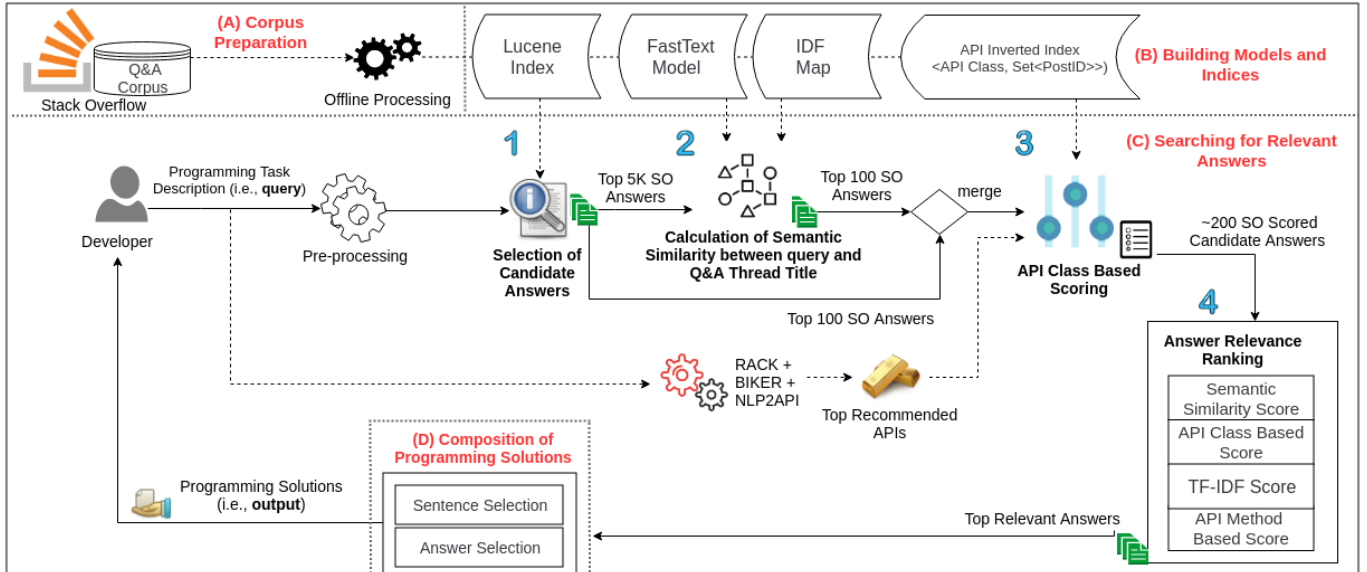 (A) Corpus
Preparation
Q&A
Corpus
Stack Overflow
Offline Processing
Lucene
Index
FastText
Model
IDF
Map
API Inverted Index
<API Class, Set<PostID>>)
(B) Building Models and
Indices
1
2
3
(C) Searching for Relevant
Answers
Programming Task
Description (i.e., query)
Developer
Pre-processing
Selection of
Candidate
Answers
Top 5K SO
Answers
Calculation of Semantic
Similarity between query and
Q&A Thread Title
Top 100 SO
Answers
merge
Top 100 SO Answers
API Class Based
Scoring
~200 SO Scored
Candidate Answers
4
RACK +
BIKER +
NLP2API
Top Recommended
APIs
Answer Relevance
Ranking
Semantic
Similarity Score
API Class Based
Score
TF-IDF Score
API Method
Based Score
Top Relevant Answers
(D) Composition of
Programming Solutions
Sentence Selection
Answer Selection
Programming Solutions
(i.e., output)